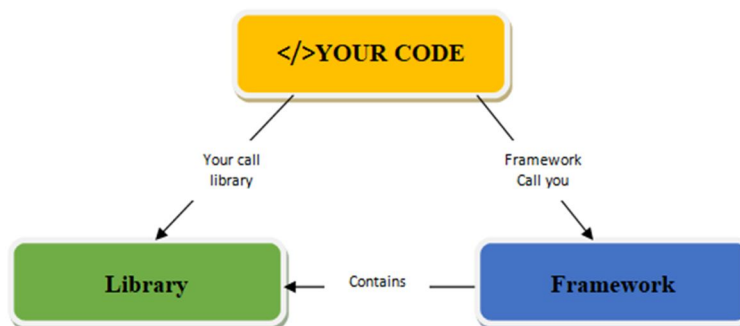 </>YOUR CODE
Your call
library
Framework
Call you
Library
Contains
Framework